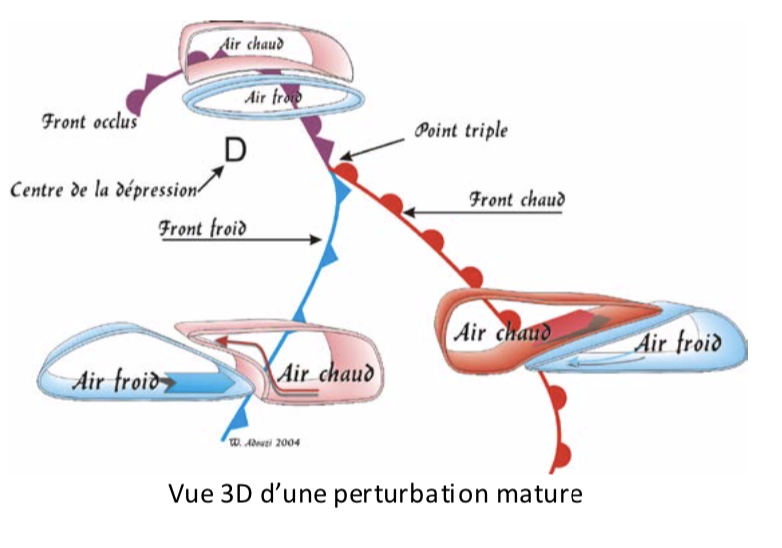 Air chaud
Air froid
Front occlus
Point triple
D
Centre de la dépression
Front chaud
Front froid
Air chaud
Air froid
Air froid
Air chaud
W. 2004
Vue 3D d'une perturbation mature